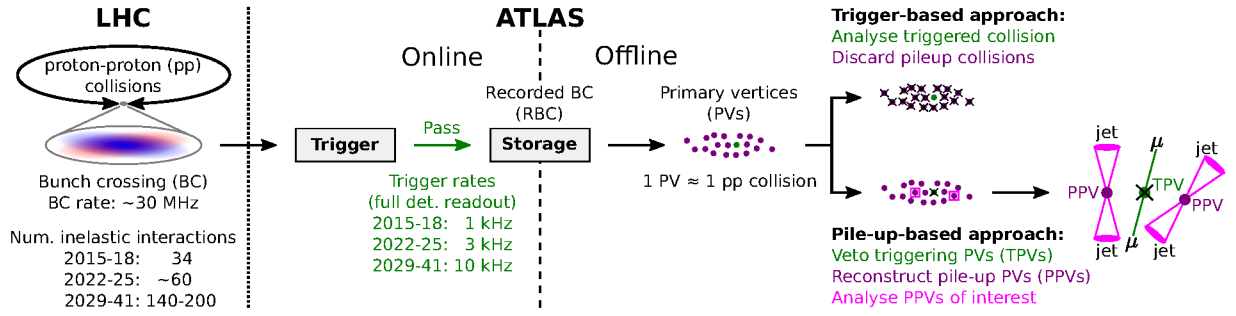 LHC
proton-proton (pp)
collisions
Bunch crossing (BC)
BC rate: ~30 MHz
Num. inelastic interactions
2015-18: 34
2022-25: ~60
2029-41: 140-200
ATLAS
Online
Offline
Trigger
Pass
Recorded BC
(RBC)
Storage
Trigger rates
(full det. readout)
2015-18: 1 kHz
2022-25: 3 kHz
2029-41: 10 kHz
Primary vertices
(PVs)
1 PV ≈ 1 pp collision
Trigger-based approach:
Analyse triggered collision
Discard pileup collisions
Pile-up-based approach:
Veto triggering PVs (TPVs)
Reconstruct pile-up PVs (PPVs)
Analyse PPVs of interest
jet
μ
jet
PPV
TPV
PPV
jet
μ
jet